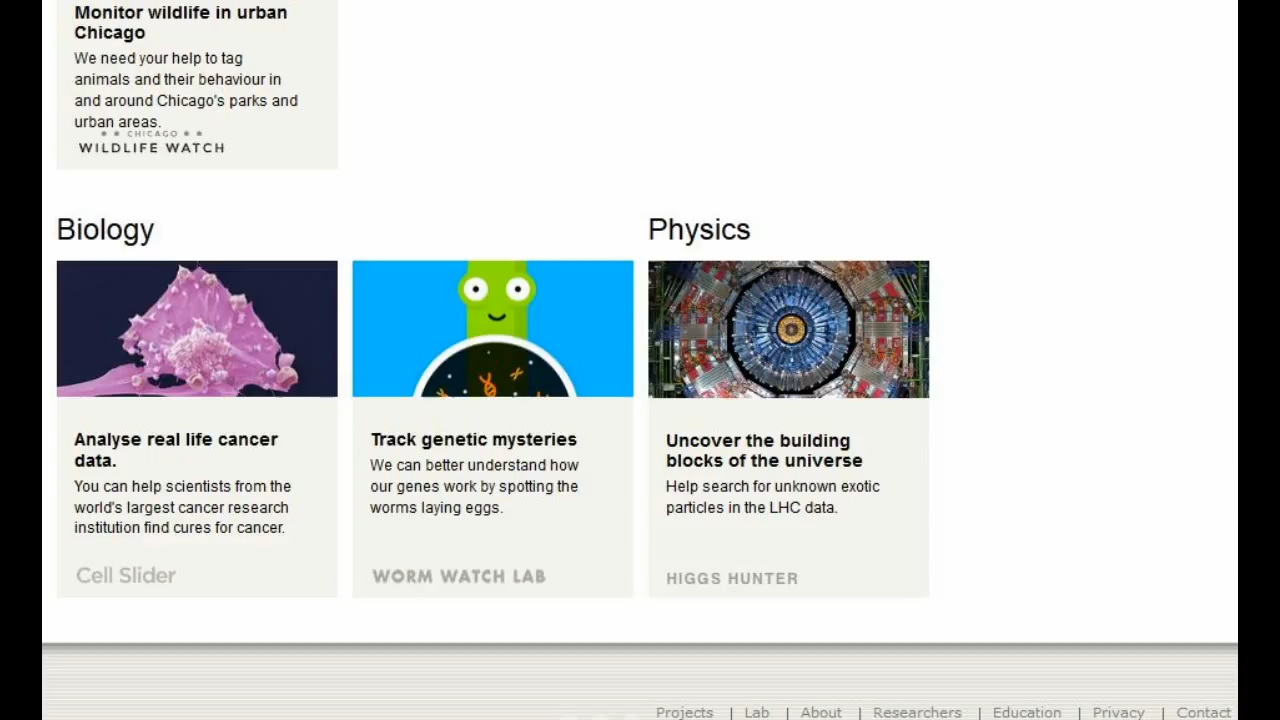 Monitor wildlife in urban
Chicago
We need your help to tag
animals and their behaviour in
and around Chicago's parks and
urban areas.
CHICAGO
WILDLIFE WATCH
Biology
Physics
Analyse real life cancer
data.
You can help scientists from the
world's largest cancer research
institution find cures for cancer.
Cell Slider
Track genetic mysteries
We can better understand how
our genes work by spotting the
worms laying eggs.
WORM WATCH LAB
Uncover the building
blocks of the universe
Help search for unknown exotic
particles in the LHC data.
HIGGS HUNTER
Projects | Lab | About | Researchers | Education | Privacy | Contact